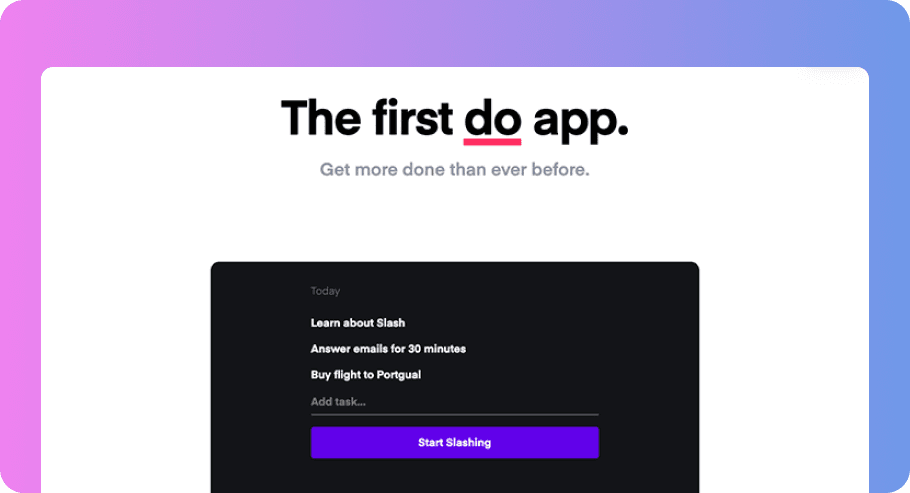 The first do app.
Get more done than ever before.
Today
Learn about Slash
Answer emails for 30 minutes
Buy flight to Portgual
Add task...
Start Slashing